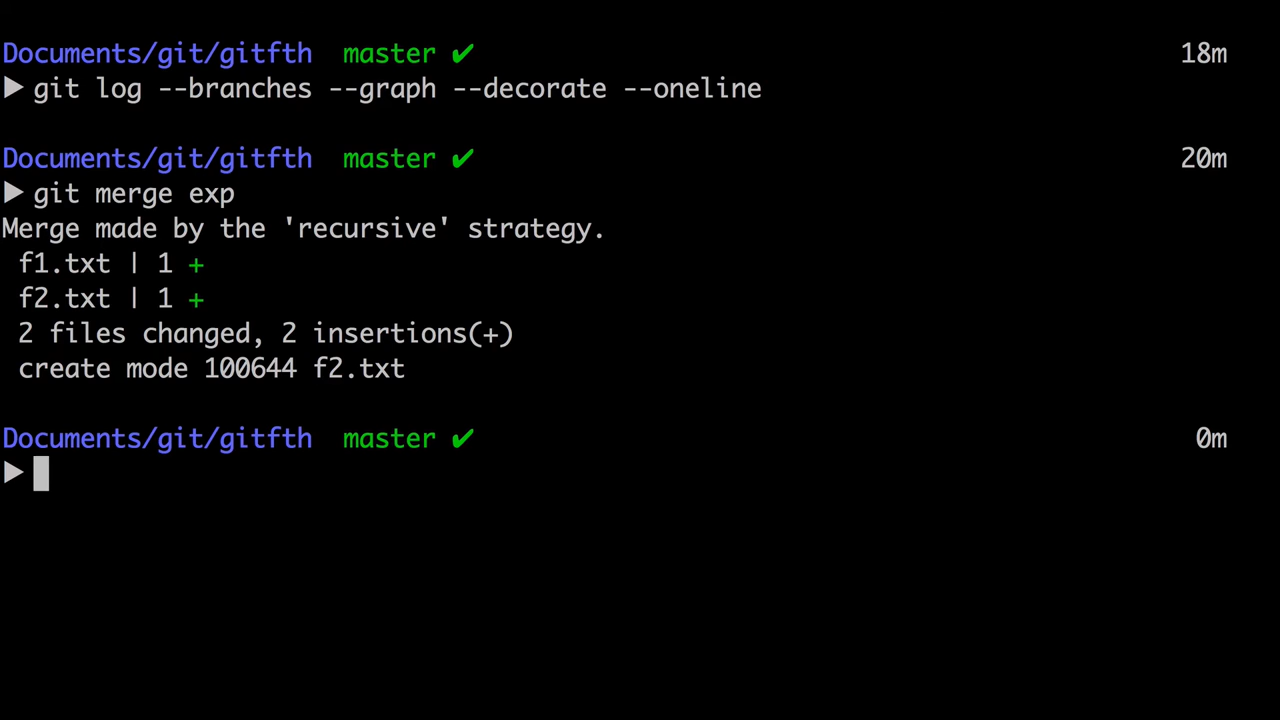 Documents/git/gitfth master ✔ 18m
▶ git log --branches --graph --decorate --oneline
Documents/git/gitfth master ✔ 20m
▶ git merge exp
Merge made by the 'recursive' strategy.
f1.txt | 1 +
f2.txt | 1 +
2 files changed, 2 insertions(+)
create mode 100644 f2.txt
Documents/git/gitfth master ✔ 0m
▶